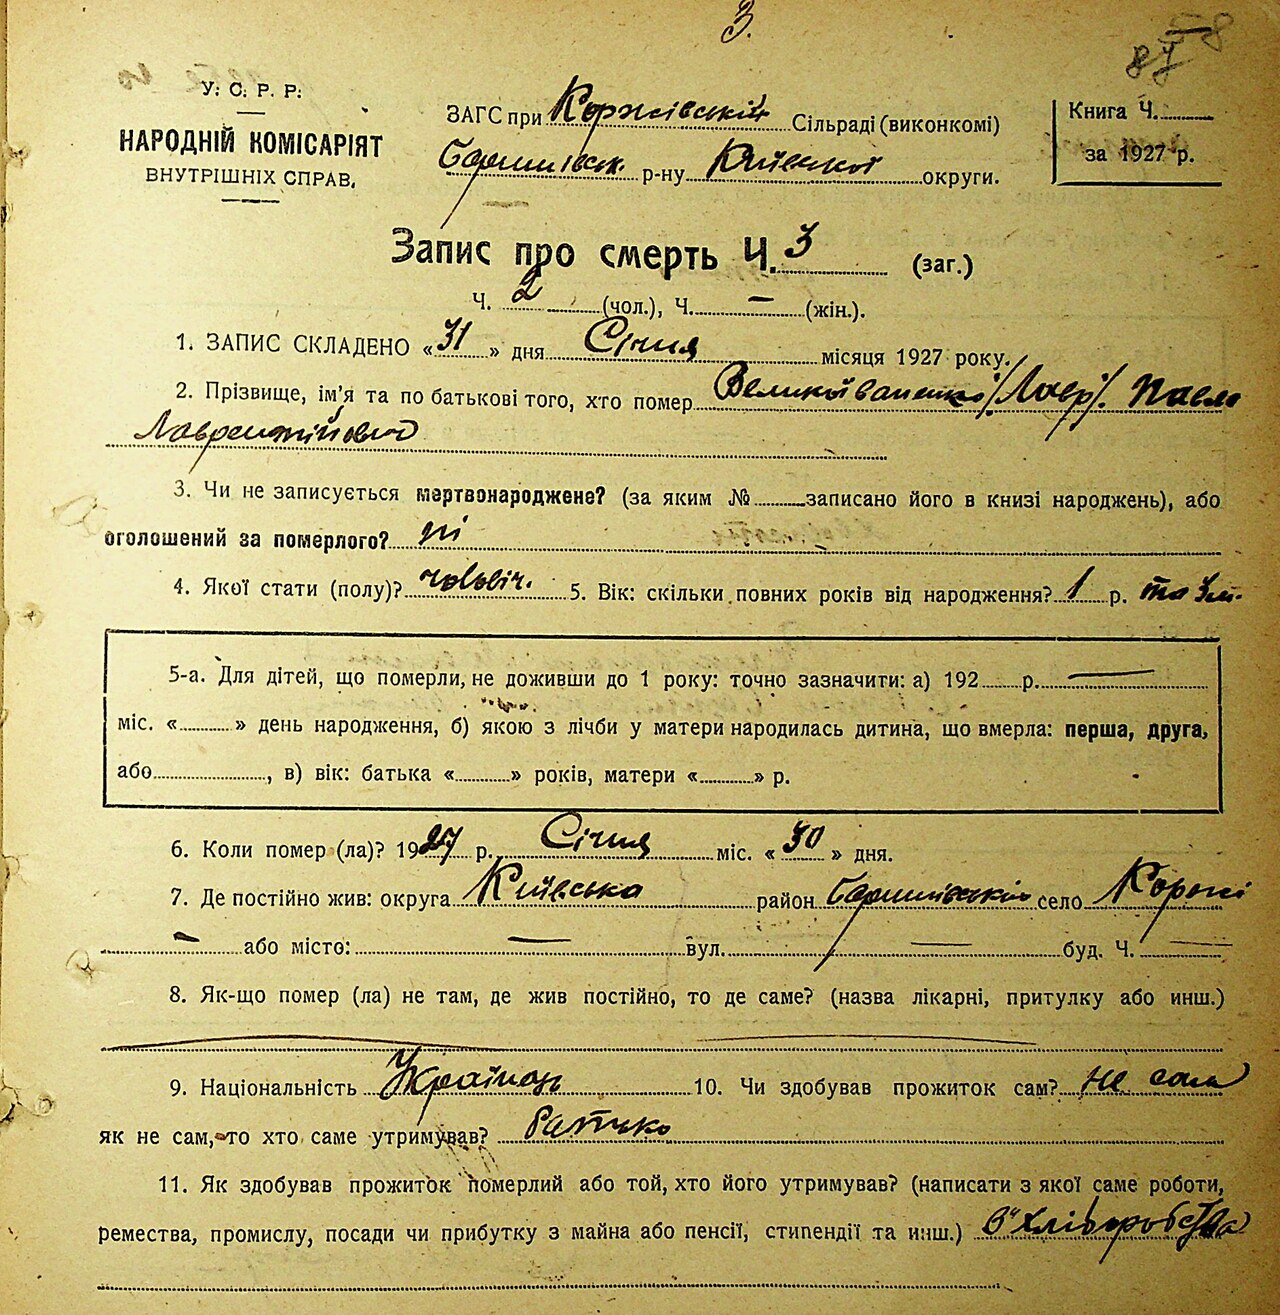 3.
87 58
У. С. Р. Р.
НАРОДНІЙ КОМІСАРІЯТ
ВНУТРІШНІХ СПРАВ.
ЗАГС при Коржівській Сільраді (виконкомі)
Баришівськ. р-ну Київської округи.
Книга Ч.
за 1927 р.
Запис про смерть Ч. 3 (заг.)
Ч. 2 (чол.), Ч. — (жін.).
1. ЗАПИС СКЛАДЕНО «31» дня Січня місяця 1927 року.
2. Прізвище, ім'я та по батькові того, хто помер Великоіваненко /Лавр/. Павло
Лаврентійович
3. Чи не записується мертвонароджене? (за яким № записано його в книзі народжень), або
оголошений за померлого? ні
4. Якої стати (полу)? чоловіч. 5. Вік: скільки повних років від народження? 1 р. та 3 м.
5-а. Для дітей, що померли, не доживши до 1 року: точно зазначити: а) 192 р. —
міс. « » день народження, б) якою з лічби у матери народилась дитина, що вмерла: перша, друга,
або , в) вік: батька « » років, матери « » р.
6. Коли помер (ла)? 1927 р. Січня міс. «30» дня.
7. Де постійно жив: округа Київська район Баришівський село Коржі
— або місто: — вул. — буд. Ч. —
8. Як-що помер (ла) не там, де жив постійно, то де саме? (назва лікарні, притулку або инш.)
9. Національність Українець 10. Чи здобував прожиток сам? не сам
як не сам, то хто саме утримував? Батько
11. Як здобував прожиток померлий або той, хто його утримував? (написати з якої саме роботи,
ремества, промислу, посади чи прибутку з майна або пенсії, стипендії та инш.) з хліборобства